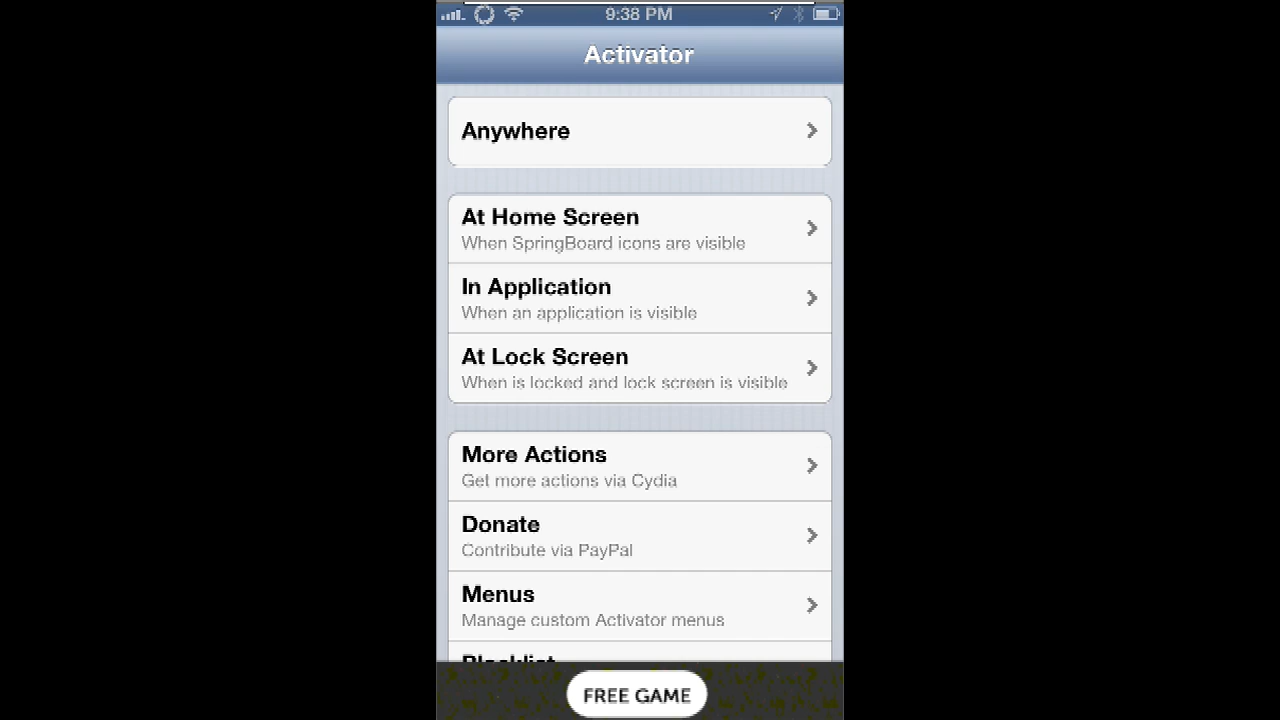 9:38 PM
Activator
Anywhere
At Home Screen
When SpringBoard icons are visible
In Application
When an application is visible
At Lock Screen
When is locked and lock screen is visible
More Actions
Get more actions via Cydia
Donate
Contribute via PayPal
Menus
Manage custom Activator menus
Blacklist
FREE GAME